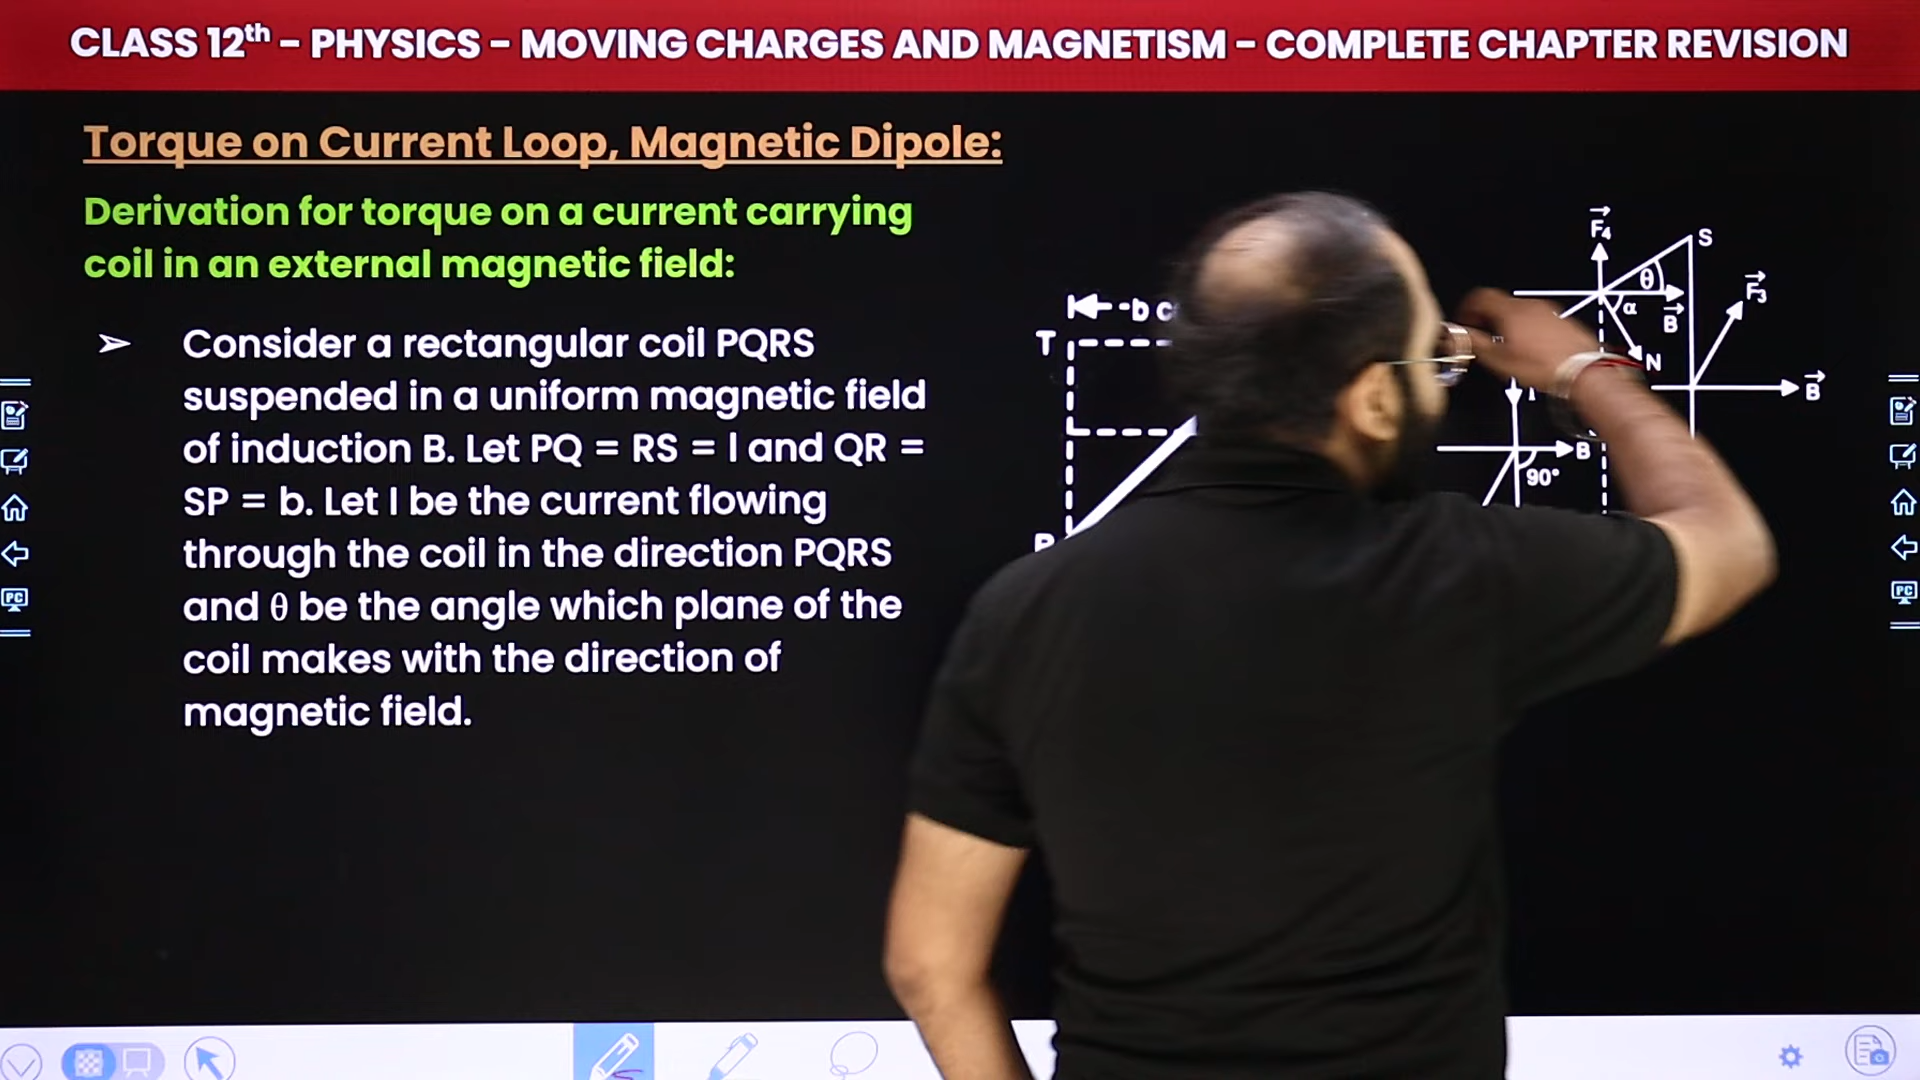 CLASS 12th – PHYSICS – MOVING CHARGES AND MAGNETISM – COMPLETE CHAPTER REVISION
Torque on Current Loop, Magnetic Dipole:
Derivation for torque on a current carrying
coil in an external magnetic field:
➢ Consider a rectangular coil PQRS
suspended in a uniform magnetic field
of induction B. Let PQ = RS = l and QR =
SP = b. Let I be the current flowing
through the coil in the direction PQRS
and θ be the angle which plane of the
coil makes with the direction of
magnetic field.
F₄
S
θ
F₃
b c
α
B
T
N
B
I
B
90°
P
PC
PC